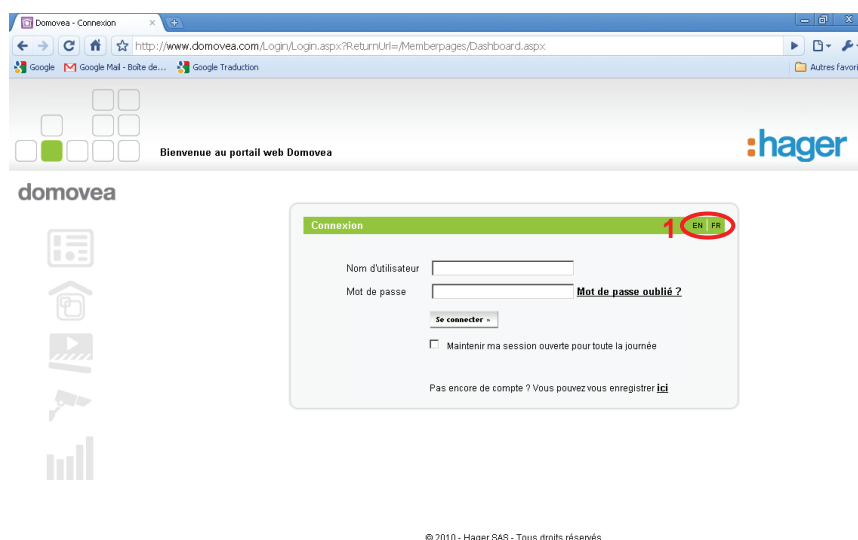 Domovea - Connexion
http://www.domovea.com/Login/Login.aspx?ReturnUrl=/Memberpages/Dashboard.aspx
Google Google Mail - Boîte de... Google Traduction Autres favori
Bienvenue au portail web Domovea
:hager
domovea
Connexion 1 EN FR
Nom d'utilisateur
Mot de passe Mot de passe oublié ?
Se connecter »
Maintenir ma session ouverte pour toute la journée
Pas encore de compte ? Vous pouvez vous enregistrer ici
© 2010 - Hager SAS - Tous droits réservés